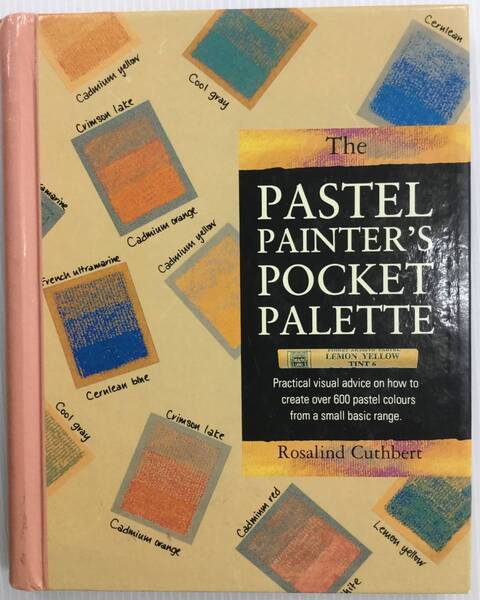 Cadmium yellow
Cool gray
Cerulean
Crimson lake
Cadmium orange
Cadmium yellow
French ultramarine
Cerulean blue
Cool gray
Crimson lake
Cadmium orange
Cadmium red
Lemon yellow
The
PASTEL
PAINTER'S
POCKET
PALETTE
LEMON YELLOW
TINT 6
Practical visual advice on how to
create over 600 pastel colours
from a small basic range.
Rosalind Cuthbert